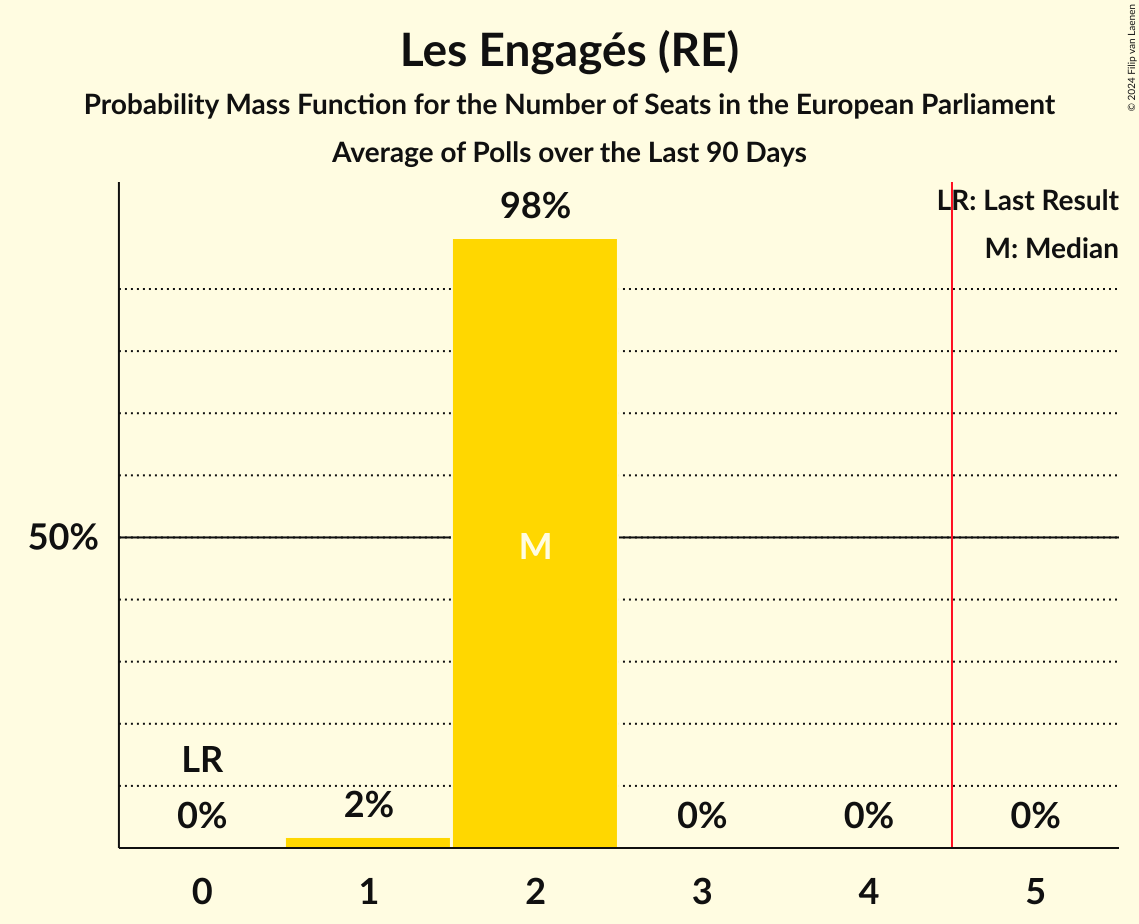 Les Engagés (RE)
Probability Mass Function for the Number of Seats in the European Parliament
Average of Polls over the Last 90 Days
© 2024 Filip van Laenen
98%
LR: Last Result
M: Median
50%
M
LR
0%
2%
0%
0%
0%
0 1 2 3 4 5